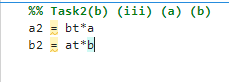 %% Task2(b) (iii) (a) (b)
a2 = bt*a
b2 = at*b